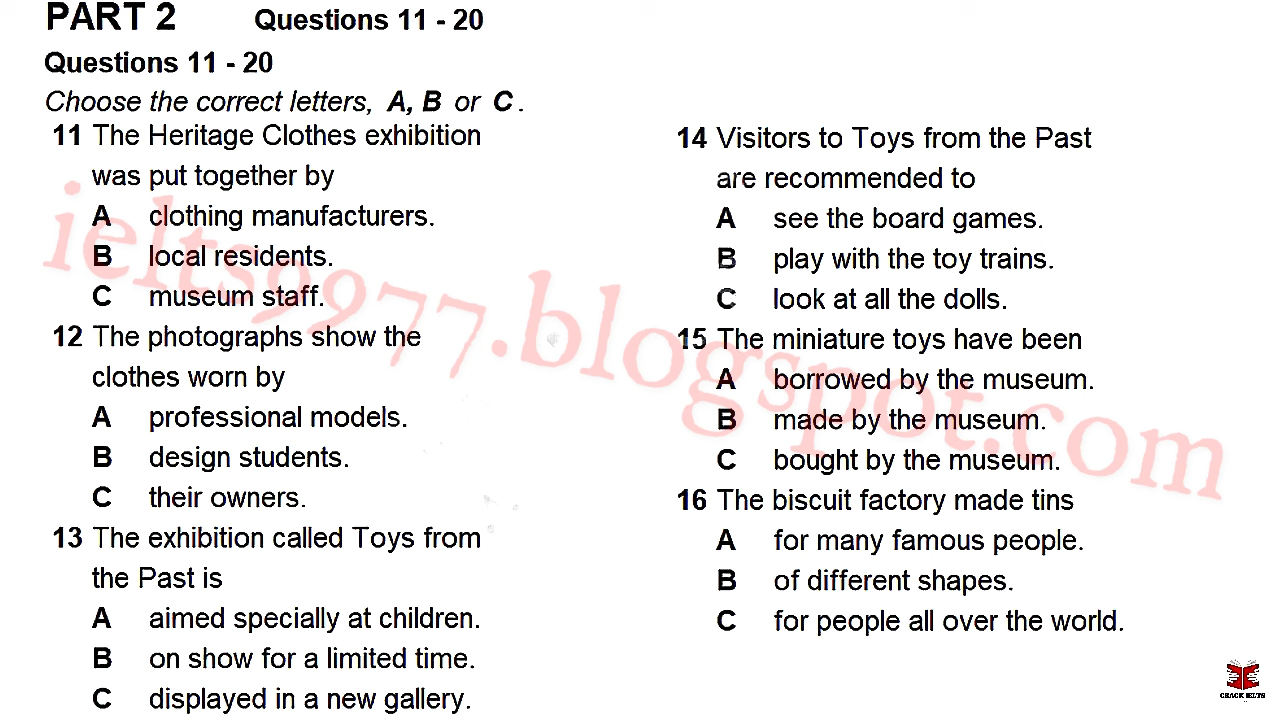 PART 2 Questions 11 - 20
Questions 11 - 20
Choose the correct letters, A, B or C.
11 The Heritage Clothes exhibition
was put together by
A clothing manufacturers.
B local residents.
C museum staff.
12 The photographs show the
clothes worn by
A professional models.
B design students.
C their owners.
13 The exhibition called Toys from
the Past is
A aimed specially at children.
B on show for a limited time.
C displayed in a new gallery.
14 Visitors to Toys from the Past
are recommended to
A see the board games.
B play with the toy trains.
C look at all the dolls.
15 The miniature toys have been
A borrowed by the museum.
B made by the museum.
C bought by the museum.
16 The biscuit factory made tins
A for many famous people.
B of different shapes.
C for people all over the world.
ielts9977.blogspot.com
CRACK IELTS